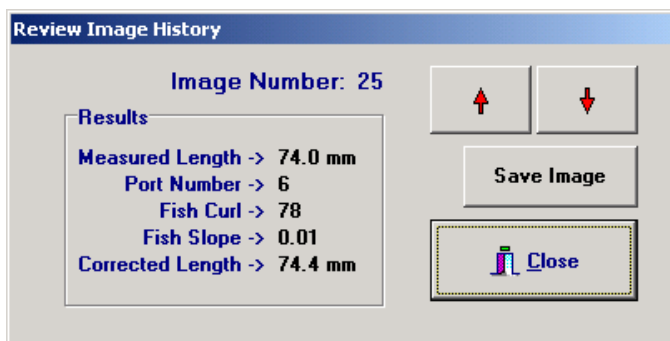 Review Image History
Image Number: 25
Results
Measured Length -> 74.0 mm
Port Number -> 6
Fish Curl -> 78
Fish Slope -> 0.01
Corrected Length -> 74.4 mm
Save Image
Close